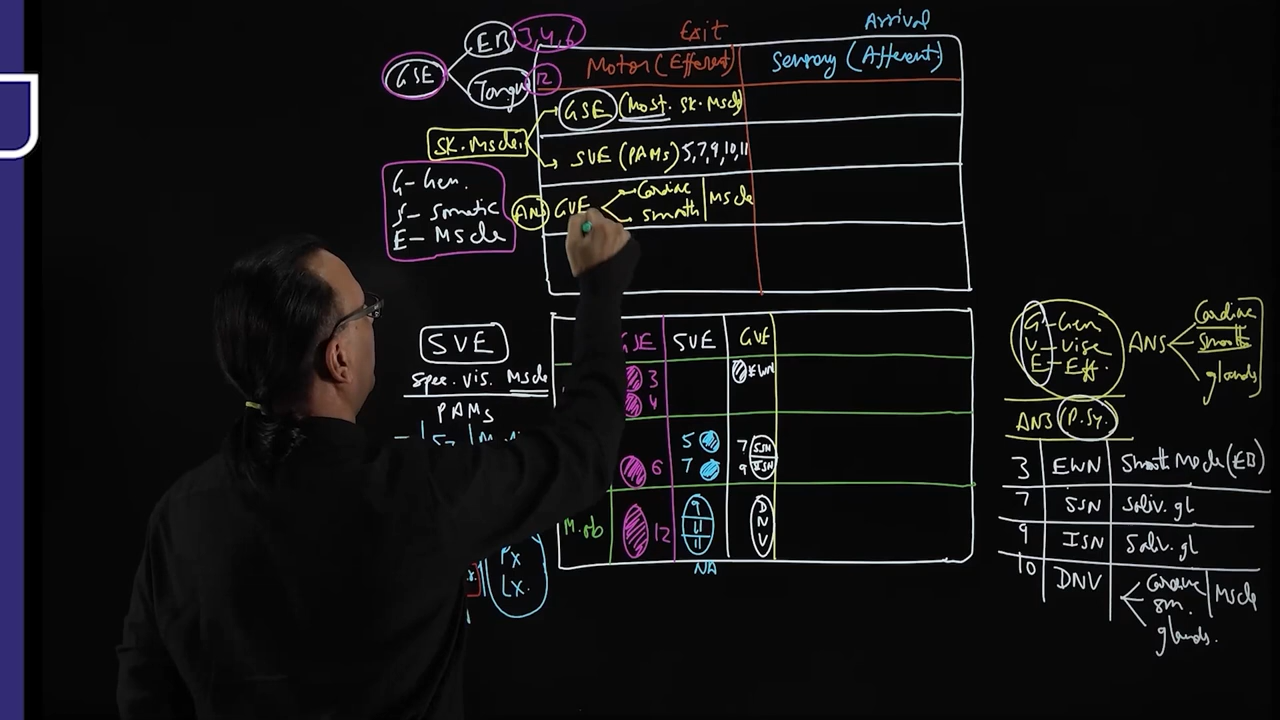 Exit
Arrival
EB 3,4,6
GSE
Tongue 12
Motor (Efferent)
Sensory (Afferent)
GSE (Most. SK. Mscle)
SK. Mscle.
SVE (PAMs) 5,7,9,10,11
G- Gen.
S- Somatic
E- Mscle
ANS GVE
Cardiac
smooth
Mscle
SVE
Spec. vis. Mscle
PAMs
Px
Lx.
GSE
SVE
GVE
3
EWN
4
5
7
6
7 SSN
9 ISN
M.ob
12
9
11
11
D
N
V
NA
G-Gen
V- Visc
E- Eff.
ANS
Cardiac
Smooth
glands
ANS P.Sy.
3 EWN Smooth Mscle (EB)
7 SSN Saliv. gl
9 ISN Saliv. gl
10 DNV
Cardiac
sm.
Mscle
glands.